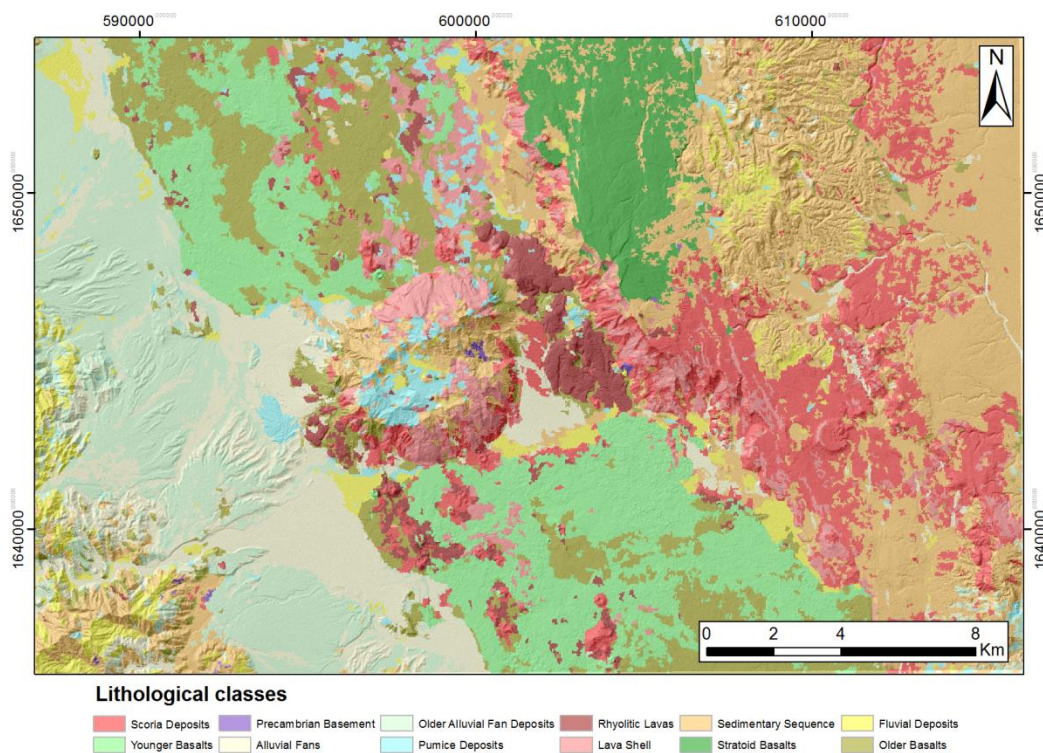 590000 600000 6100000
N
1650000 1650000
1640000 1640000
0 2 4 8
Km
Lithological classes
Scoria Deposits Precambrian Basement Older Alluvial Fan Deposits Rhyolitic Lavas Sedimentary Sequence Fluvial Deposits
Younger Basalts Alluvial Fans Pumice Deposits Lava Shell Stratoid Basalts Older Basalts